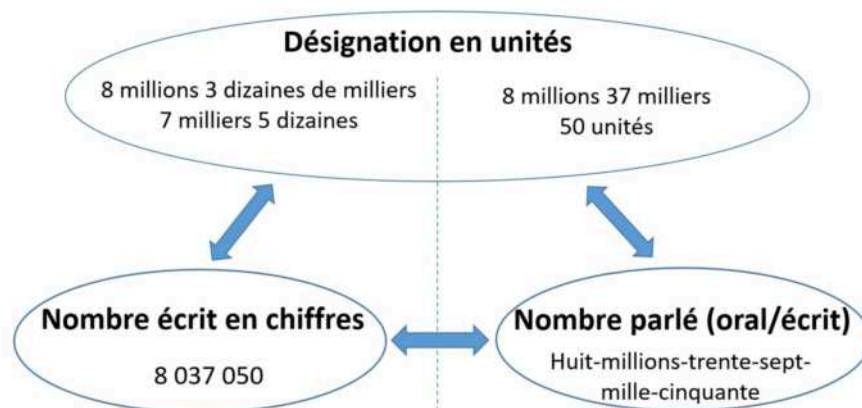 Désignation en unités
8 millions 3 dizaines de milliers
7 milliers 5 dizaines
8 millions 37 milliers
50 unités
Nombre écrit en chiffres
8 037 050
Nombre parlé (oral/écrit)
Huit-millions-trente-sept-
mille-cinquante